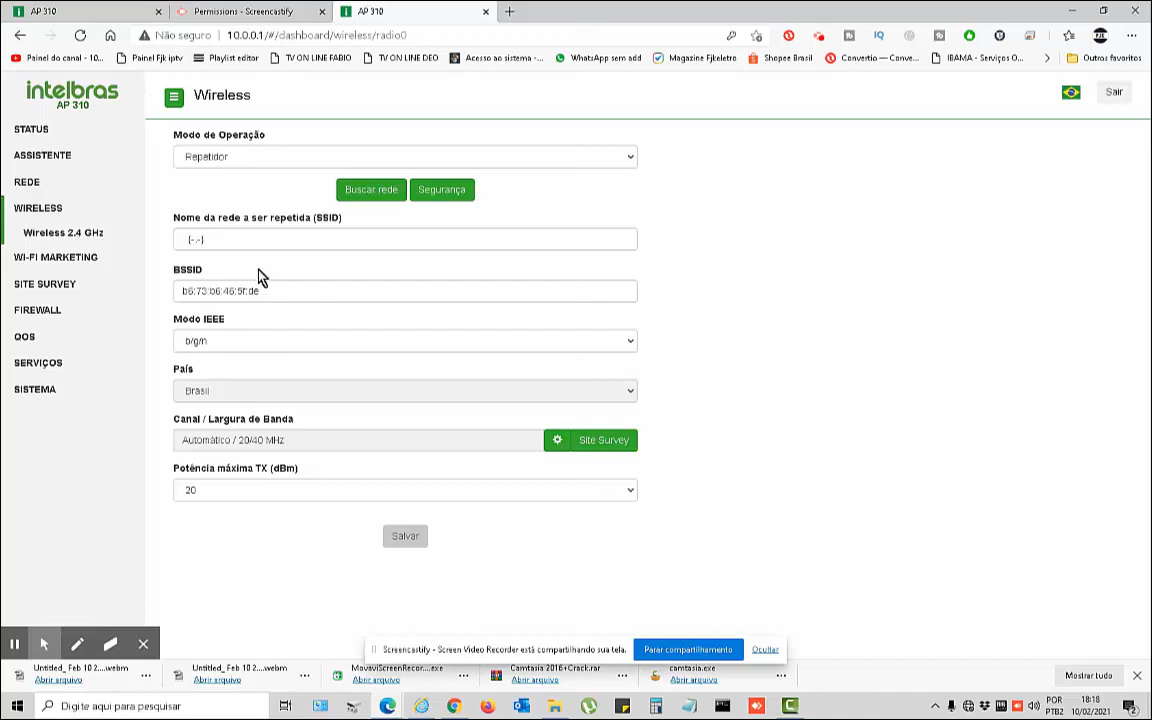 AP 310
Permissions - Screencastify
AP 310
Não seguro | 10.0.0.1/#/dashboard/wireless/radio0
IQ
Painel do canal - 10...
Painel Fjk iptv
Playlist editor
TV ON LINE FABIO
TV ON LINE DEO
Acesso ao sistema -...
WhatsApp sem add
Magazine Fjkeletro
Shopee Brasil
Convertio — Conve...
IBAMA - Serviços O...
Outros favoritos
intelbras
AP 310
Wireless
Sair
STATUS
ASSISTENTE
REDE
WIRELESS
Wireless 2.4 GHz
WI-FI MARKETING
SITE SURVEY
FIREWALL
QOS
SERVIÇOS
SISTEMA
Modo de Operação
Repetidor
Buscar rede
Segurança
Nome da rede a ser repetida (SSID)
{-.-}
BSSID
b6:73:b6:46:5f:de
Modo IEEE
b/g/n
País
Brasil
Canal / Largura de Banda
Automático / 20/40 MHz
Site Survey
Potência máxima TX (dBm)
20
Salvar
Screencastify - Screen Video Recorder está compartilhando sua tela.
Parar compartilhamento
Ocultar
Untitled_ Feb 10 2....webm
Abrir arquivo
Untitled_ Feb 10 2....webm
Abrir arquivo
MovaviScreenRecor....exe
Abrir arquivo
Camtasia 2016+Crack.rar
Abrir arquivo
camtasia.exe
Abrir arquivo
Mostrar tudo
Digite aqui para pesquisar
POR
PTB2
18:18
10/02/2021